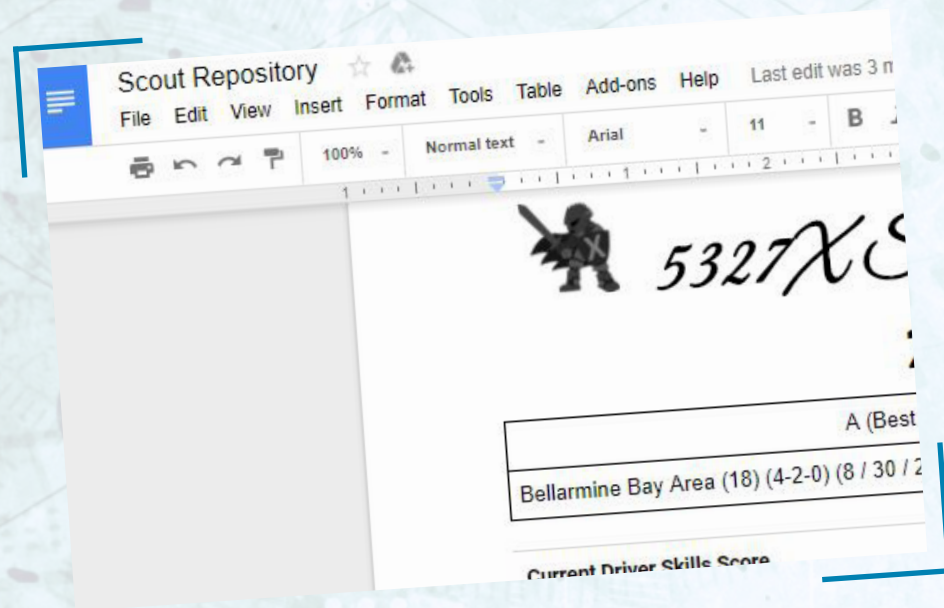 Scout Repository
File Edit View Insert Format Tools Table Add-ons Help Last edit was 3
100% Normal text Arial 11 B
1 1 2
X
5327X
A (Best
Bellarmine Bay Area (18) (4-2-0) (8 / 30 /
Current Driver Skills Score